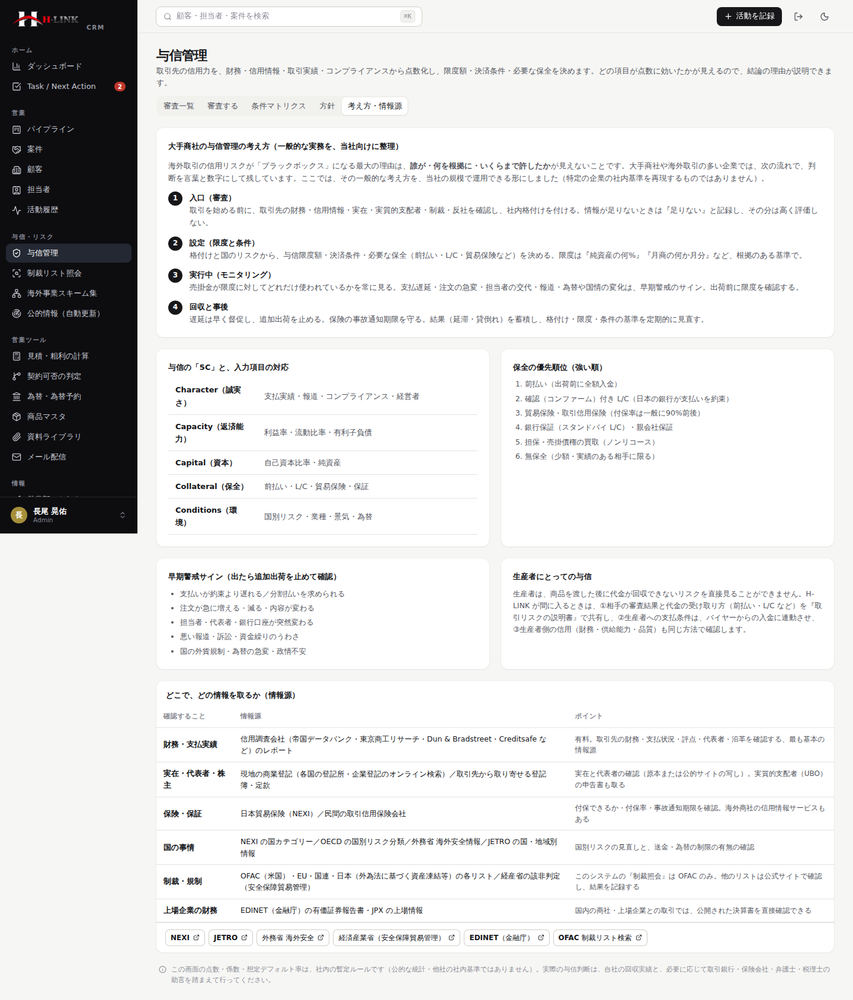 H-LINK CRM
ホーム
ダッシュボード
Task / Next Action 2
営業
パイプライン
案件
顧客
担当者
活動履歴
与信・リスク
与信管理
制裁リスト照会
海外事業スキーム集
公的情報（自動更新）
営業ツール
見積・粗利の計算
契約可否の判定
為替・為替予約
商品マスタ
資料ライブラリ
メール配信
情報
長 長尾 晃佑
Admin
顧客・担当者・案件を検索 ⌘K
活動を記録
与信管理
取引先の信用力を、財務・信用情報・取引実績・コンプライアンスから点数化し、限度額・決済条件・必要な保全を決めます。どの項目が点数に効いたかが見えるので、結論の理由が説明できま
す。
審査一覧 審査する 条件マトリクス 方針 考え方・情報源
大手商社の与信管理の考え方（一般的な実務を、当社向けに整理）
海外取引の信用リスクが「ブラックボックス」になる最大の理由は、誰が・何を根拠に・いくらまで許したかが見えないことです。大手商社や海外取引の多い企業では、次の流れで、判
断を言葉と数字にして残しています。ここでは、その一般的な考え方を、当社の規模で運用できる形にしました（特定の企業の社内基準を再現するものではありません）。
1 入口（審査）
取引を始める前に、取引先の財務・信用情報・実在・実質的支配者・制裁・反社を確認し、社内格付けを付ける。情報が足りないときは『足りない』と記録し、その分は高く評価し
ない。
2 設定（限度と条件）
格付けと国のリスクから、与信限度額・決済条件・必要な保全（前払い・L/C・貿易保険など）を決める。限度は『純資産の何%』『月商の何か月分』など、根拠のある基準で。
3 実行中（モニタリング）
売掛金が限度に対してどれだけ使われているかを常に見る。支払遅延・注文の急変・担当者の交代・報道・為替や国情の変化は、早期警戒のサイン。出荷前に限度を確認する。
4 回収と事後
遅延は早く督促し、追加出荷を止める。保険の事故通知期限を守る。結果（延滞・貸倒れ）を蓄積し、格付け・限度・条件の基準を定期的に見直す。
与信の「5C」と、入力項目の対応
Character（誠実
さ） 支払実績・報道・コンプライアンス・経営者
Capacity（返済能
力） 利益率・流動比率・有利子負債
Capital（資本） 自己資本比率・純資産
Collateral（保全） 前払い・L/C・貿易保険・保証
Conditions（環
境） 国別リスク・業種・景気・為替
保全の優先順位（強い順）
1. 前払い（出荷前に全額入金）
2. 確認（コンファーム）付き L/C（日本の銀行が支払いを約束）
3. 貿易保険・取引信用保険（付保率は一般に90%前後）
4. 銀行保証（スタンドバイ L/C）・親会社保証
5. 担保・売掛債権の買取（ノンリコース）
6. 無保全（少額・実績のある相手に限る）
早期警戒サイン（出たら追加出荷を止めて確認）
• 支払いが約束より遅れる／分割払いを求められる
• 注文が急に増える・減る・内容が変わる
• 担当者・代表者・銀行口座が突然変わる
• 悪い報道・訴訟・資金繰りのうわさ
• 国の外貨規制・為替の急変・政情不安
生産者にとっての与信
生産者は、商品を渡した後に代金が回収できないリスクを直接見ることができません。H-
LINK が間に入るときは、①相手の審査結果と代金の受け取り方（前払い・L/C など）を『取
引リスクの説明書』で共有し、②生産者への支払条件は、バイヤーからの入金に連動させ、
③生産者側の信用（財務・供給能力・品質）も同じ方法で確認します。
どこで、どの情報を取るか（情報源）
確認すること 情報源 ポイント
財務・支払実績 信用調査会社（帝国データバンク・東京商工リサーチ・Dun & Bradstreet・Creditsafe な
ど）のレポート 有料。取引先の財務・支払状況・評点・代表者・沿革を確認する、最も基本の
情報源
実在・代表者・株
主 現地の商業登記（各国の登記所・企業登記のオンライン検索）／取引先から取り寄せる登記
簿・定款 実在と代表者の確認（原本または公的サイトの写し）。実質的支配者（UBO）
の申告書も取る
保険・保証 日本貿易保険（NEXI）／民間の取引信用保険会社 付保できるか・付保率・事故通知期限を確認。海外商社の信用情報サービスも
ある
国の事情 NEXI の国カテゴリー／OECD の国別リスク分類／外務省 海外安全情報／JETRO の国・地域別
情報 国別リスクの見直しと、送金・為替の制限の有無の確認
制裁・規制 OFAC（米国）・EU・国連・日本（外為法に基づく資産凍結等）の各リスト／経産省の該非判定
（安全保障貿易管理） このシステムの『制裁照会』は OFAC のみ。他のリストは公式サイトで確認
し、結果を記録する
上場企業の財務 EDINET（金融庁）の有価証券報告書・JPX の上場情報 国内の商社・上場企業との取引では、公開された決算書を直接確認できる
NEXI JETRO 外務省 海外安全 経済産業省（安全保障貿易管理） EDINET（金融庁） OFAC 制裁リスト検索
この画面の点数・係数・想定デフォルト率は、社内の暫定ルールです（公的な統計・他社の社内基準ではありません）。実際の与信判断は、自社の回収実績と、必要に応じて取引銀行・保険会社・弁護士・税理士の
助言を踏まえて行ってください。